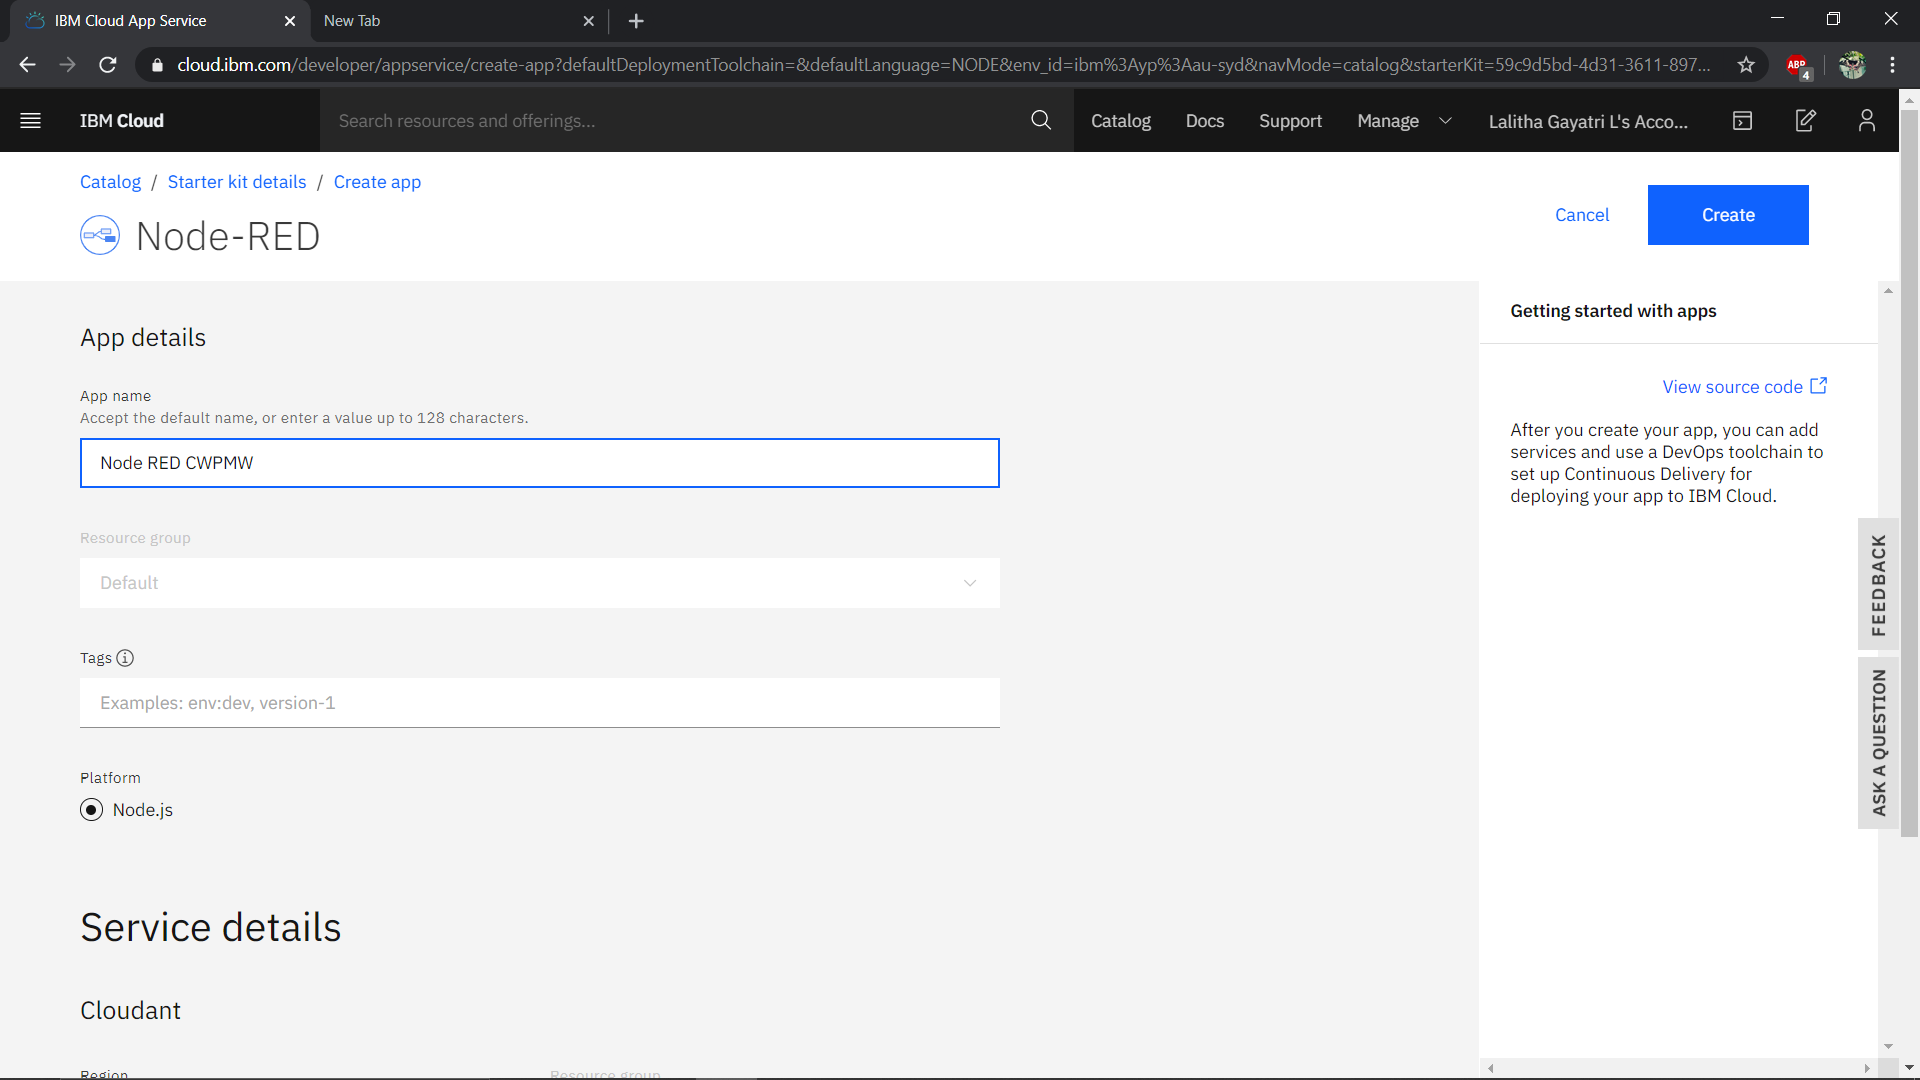 IBM Cloud App Service
New Tab
cloud.ibm.com/developer/appservice/create-app?defaultDeploymentToolchain=&defaultLanguage=NODE&env_id=ibm%3Ayp%3Aau-syd&navMode=catalog&starterKit=59c9d5bd-4d31-3611-897...
ABP
4
IBM Cloud
Search resources and offerings...
Catalog
Docs
Support
Manage
Lalitha Gayatri L's Acco...
Catalog / Starter kit details / Create app
Node-RED
Cancel
Create
App details
App name
Accept the default name, or enter a value up to 128 characters.
Node RED CWPMW
Resource group
Default
Tags
Examples: env:dev, version-1
Platform
Node.js
Service details
Cloudant
Region
Resource group
Getting started with apps
View source code
After you create your app, you can add
services and use a DevOps toolchain to
set up Continuous Delivery for
deploying your app to IBM Cloud.
FEEDBACK
ASK A QUESTION